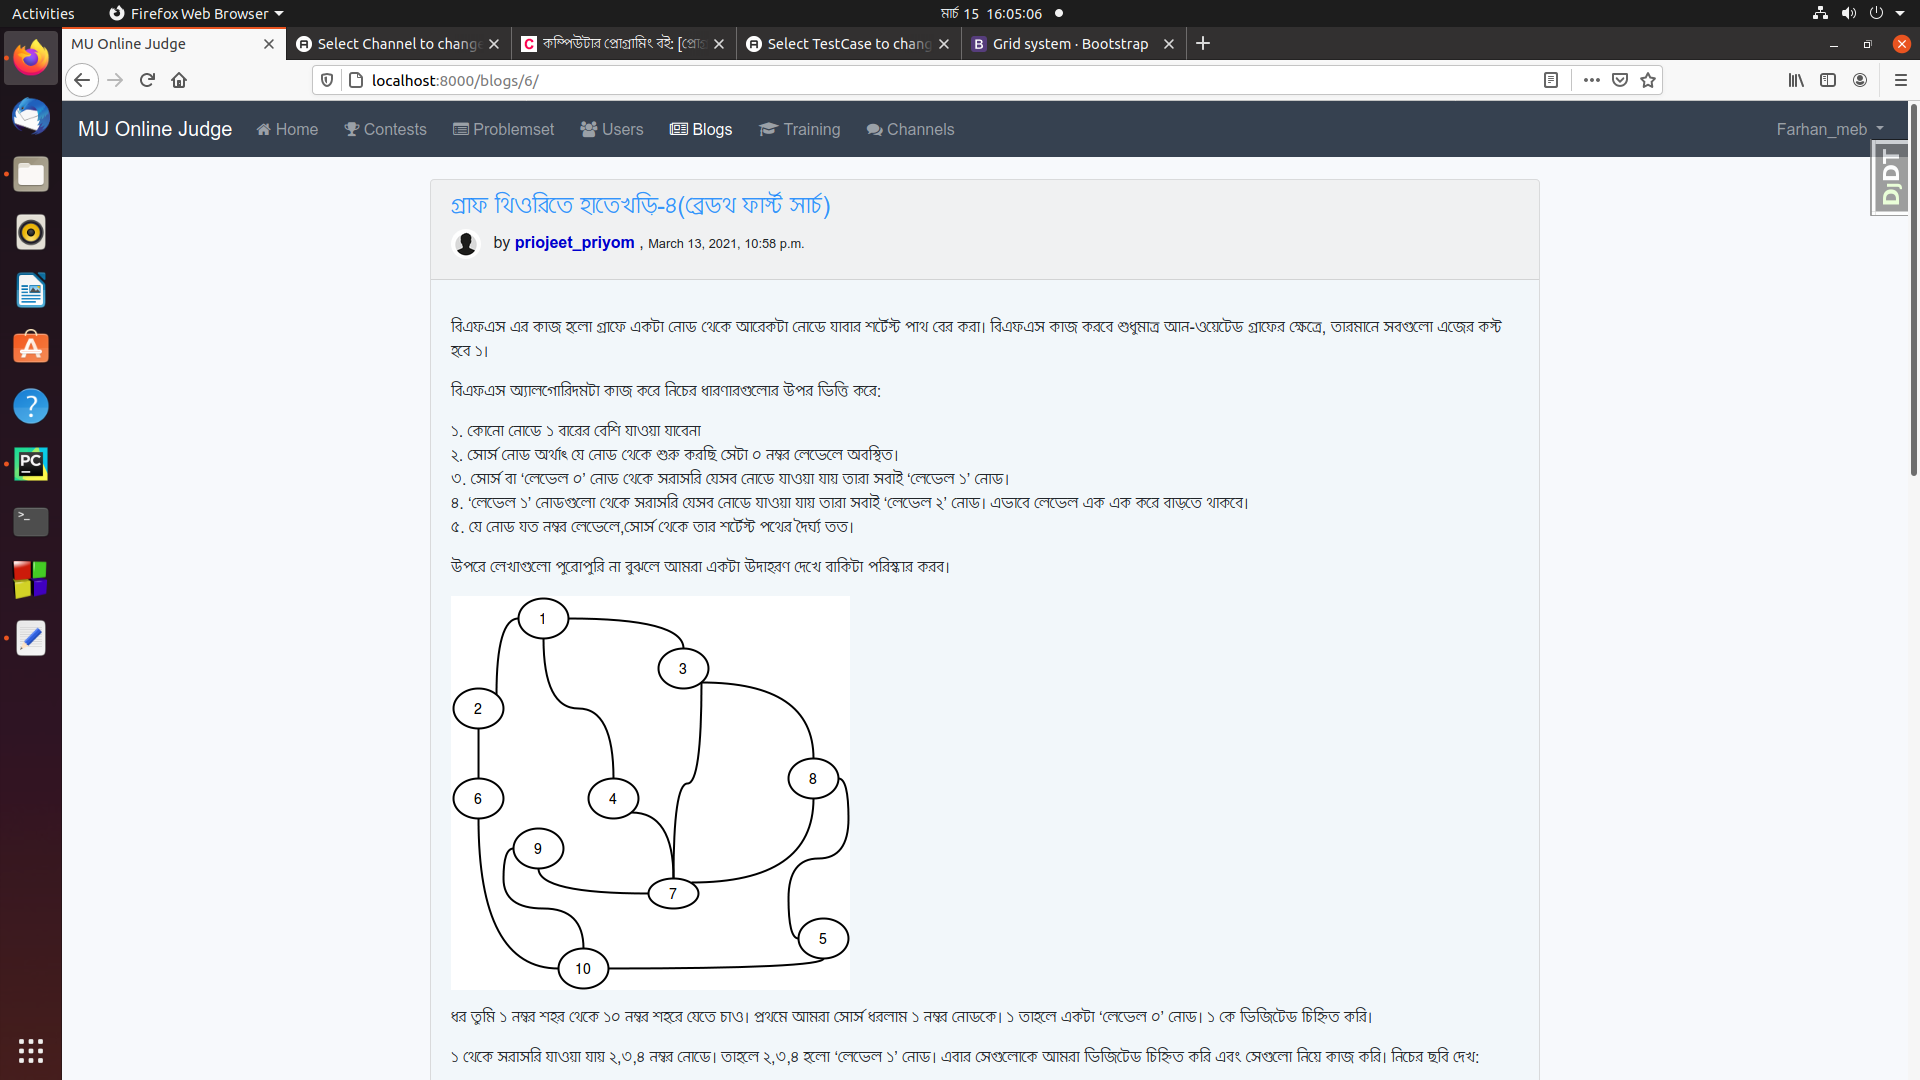 Activities
Firefox Web Browser
মার্চ 15 16:05:06
MU Online Judge
Select Channel to change
কম্পিউটার প্রোগ্রামিং বই: [প্রোগ্র
Select TestCase to chang
Grid system · Bootstrap
localhost:8000/blogs/6/
MU Online Judge
Home
Contests
Problemset
Users
Blogs
Training
Channels
Farhan_meb
DjDT
গ্রাফ থিওরিতে হাতেখড়ি-৪(ব্রেডথ ফার্স্ট সার্চ)
by priojeet_priyom , March 13, 2021, 10:58 p.m.
বিএফএস এর কাজ হলো গ্রাফে একটা নোড থেকে আরেকটা নোডে যাবার শর্টেস্ট পাথ বের করা। বিএফএস কাজ করবে শুধুমাত্র আন-ওয়েটেড গ্রাফের ক্ষেত্রে, তারমানে সবগুলো এজের কস্ট
হবে ১।
বিএফএস অ্যালগোরিদমটা কাজ করে নিচের ধারণারগুলোর উপর ভিত্তি করে:
১. কোনো নোডে ১ বারের বেশি যাওয়া যাবেনা
২. সোর্স নোড অর্থাৎ যে নোড থেকে শুরু করছি সেটা ০ নম্বর লেভেলে অবস্থিত।
৩. সোর্স বা ‘লেভেল ০’ নোড থেকে সরাসরি যেসব নোডে যাওয়া যায় তারা সবাই ‘লেভেল ১’ নোড।
৪. ‘লেভেল ১’ নোডগুলো থেকে সরাসরি যেসব নোডে যাওয়া যায় তারা সবাই ‘লেভেল ২’ নোড। এভাবে লেভেল এক এক করে বাড়তে থাকবে।
৫. যে নোড যত নম্বর লেভেলে,সোর্স থেকে তার শর্টেস্ট পথের দৈর্ঘ্য তত।
উপরে লেখাগুলো পুরোপুরি না বুঝলে আমরা একটা উদাহরণ দেখে বাকিটা পরিস্কার করব।
1
3
2
8
6
4
9
7
5
10
ধর তুমি ১ নম্বর শহর থেকে ১০ নম্বর শহরে যেতে চাও। প্রথমে আমরা সোর্স ধরলাম ১ নম্বর নোডকে। ১ তাহলে একটা ‘লেভেল ০’ নোড। ১ কে ভিজিটেড চিহ্নিত করি।
১ থেকে সরাসরি যাওয়া যায় ২,৩,৪ নম্বর নোডে। তাহলে ২,৩,৪ হলো ‘লেভেল ১’ নোড। এবার সেগুলোকে আমরা ভিজিটেড চিহ্নিত করি এবং সেগুলো নিয়ে কাজ করি। নিচের ছবি দেখ: